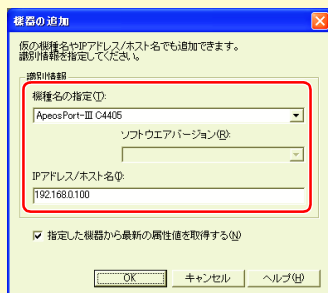 機器の追加
仮の機種名やIPアドレス/ホスト名でも追加できます。
識別情報を指定してください。
識別情報
機種名の指定(T):
ApeosPort-III C4405
ソフトウエアバージョン(R):
IPアドレス/ホスト名(I):
192.168.0.100
指定した機器から最新の属性値を取得する(N)
OK キャンセル ヘルプ(H)